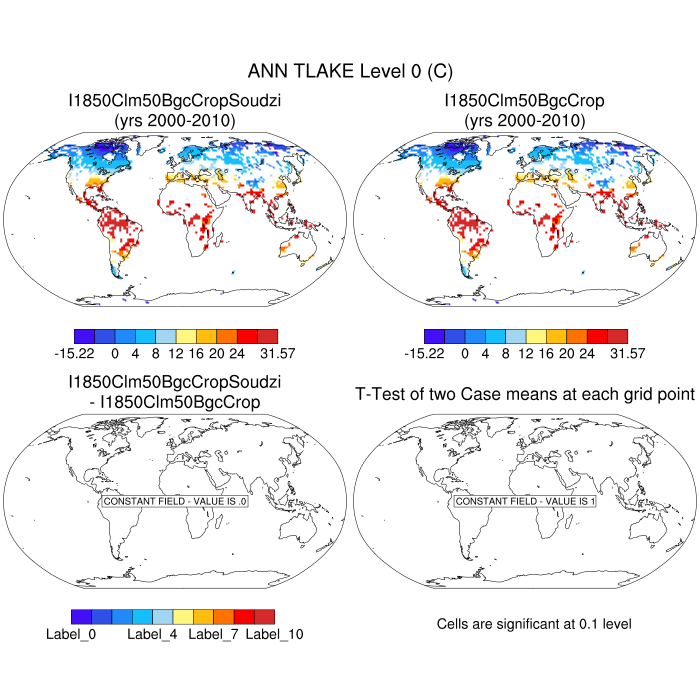 ANN TLAKE Level 0 (C)
I1850Clm50BgcCropSoudzi
(yrs 2000-2010)
I1850Clm50BgcCrop
(yrs 2000-2010)
-15.22 0 4 8 12 16 20 24 31.57
-15.22 0 4 8 12 16 20 24 31.57
I1850Clm50BgcCropSoudzi
- I1850Clm50BgcCrop
T-Test of two Case means at each grid point
CONSTANT FIELD - VALUE IS .0
CONSTANT FIELD - VALUE IS 1
Label_0 Label_4 Label_7 Label_10
Cells are significant at 0.1 level